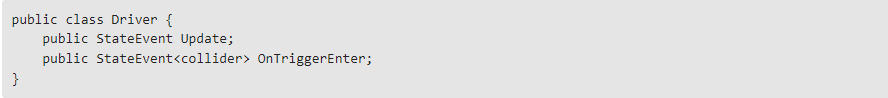 public class Driver {
    public StateEvent Update;
    public StateEvent<collider> OnTriggerEnter;
}